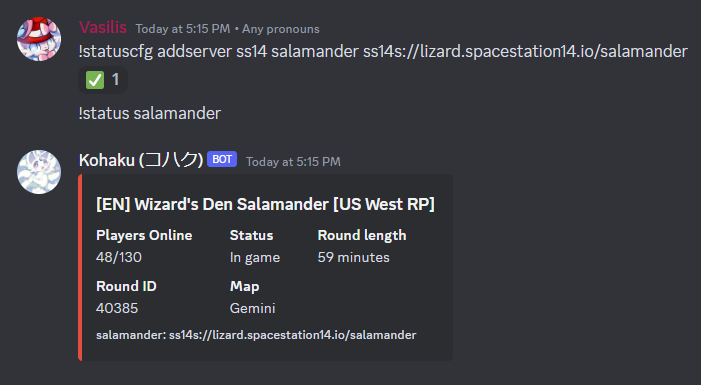 Vasilis Today at 5:15 PM • Any pronouns
!statuscfg addserver ss14 salamander ss14s://lizard.spacestation14.io/salamander
✅ 1
!status salamander
Kohaku (コハク) BOT Today at 5:15 PM
[EN] Wizard's Den Salamander [US West RP]
Players Online Status Round length
48/130 In game 59 minutes
Round ID Map
40385 Gemini
salamander: ss14s://lizard.spacestation14.io/salamander